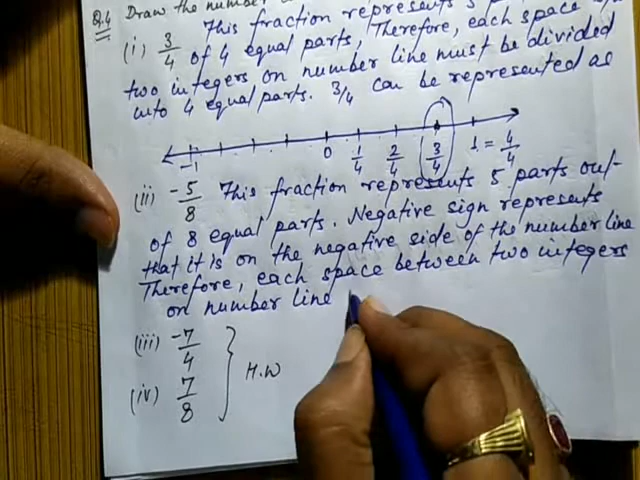 Q.4 Draw the number
This fraction represents 3
(i) 3/4 of 4 equal parts, Therefore, each space
two integers on number line must be divided
into 4 equal parts. 3/4 can be represented as
-1 0 1/4 2/4 3/4 1 = 4/4
(ii) -5/8 This fraction represents 5 parts out-
of 8 equal parts. Negative sign represents
that it is on the negative side of the number line
Therefore, each space between two integers
on number line
(iii) -7/4
(iv) 7/8
H.W